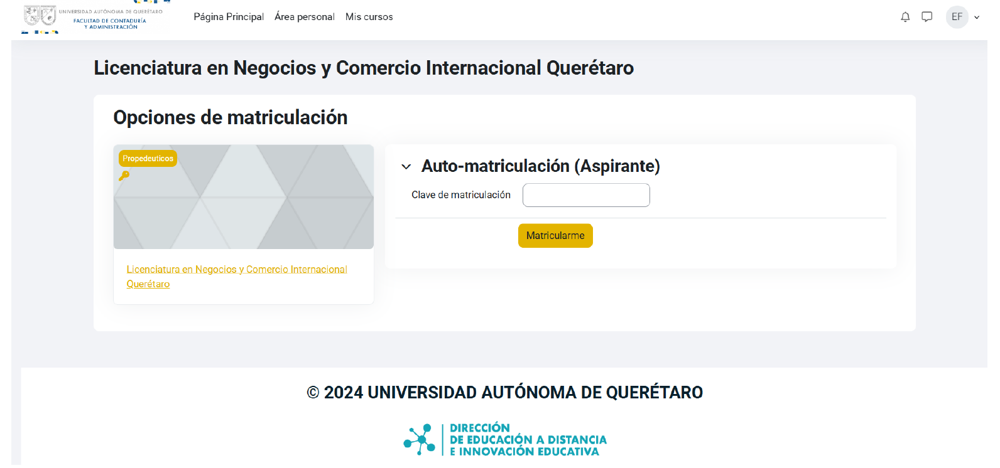 UNIVERSIDAD AUTÓNOMA DE QUERÉTARO
FACULTAD DE CONTADURÍA
Y ADMINISTRACIÓN
Página Principal Área personal Mis cursos
EF
Licenciatura en Negocios y Comercio Internacional Querétaro
Opciones de matriculación
Propedeuticos
Auto-matriculación (Aspirante)
Clave de matriculación
Matricularme
Licenciatura en Negocios y Comercio Internacional
Querétaro
© 2024 UNIVERSIDAD AUTÓNOMA DE QUERÉTARO
DIRECCIÓN
DE EDUCACIÓN A DISTANCIA
E INNOVACIÓN EDUCATIVA